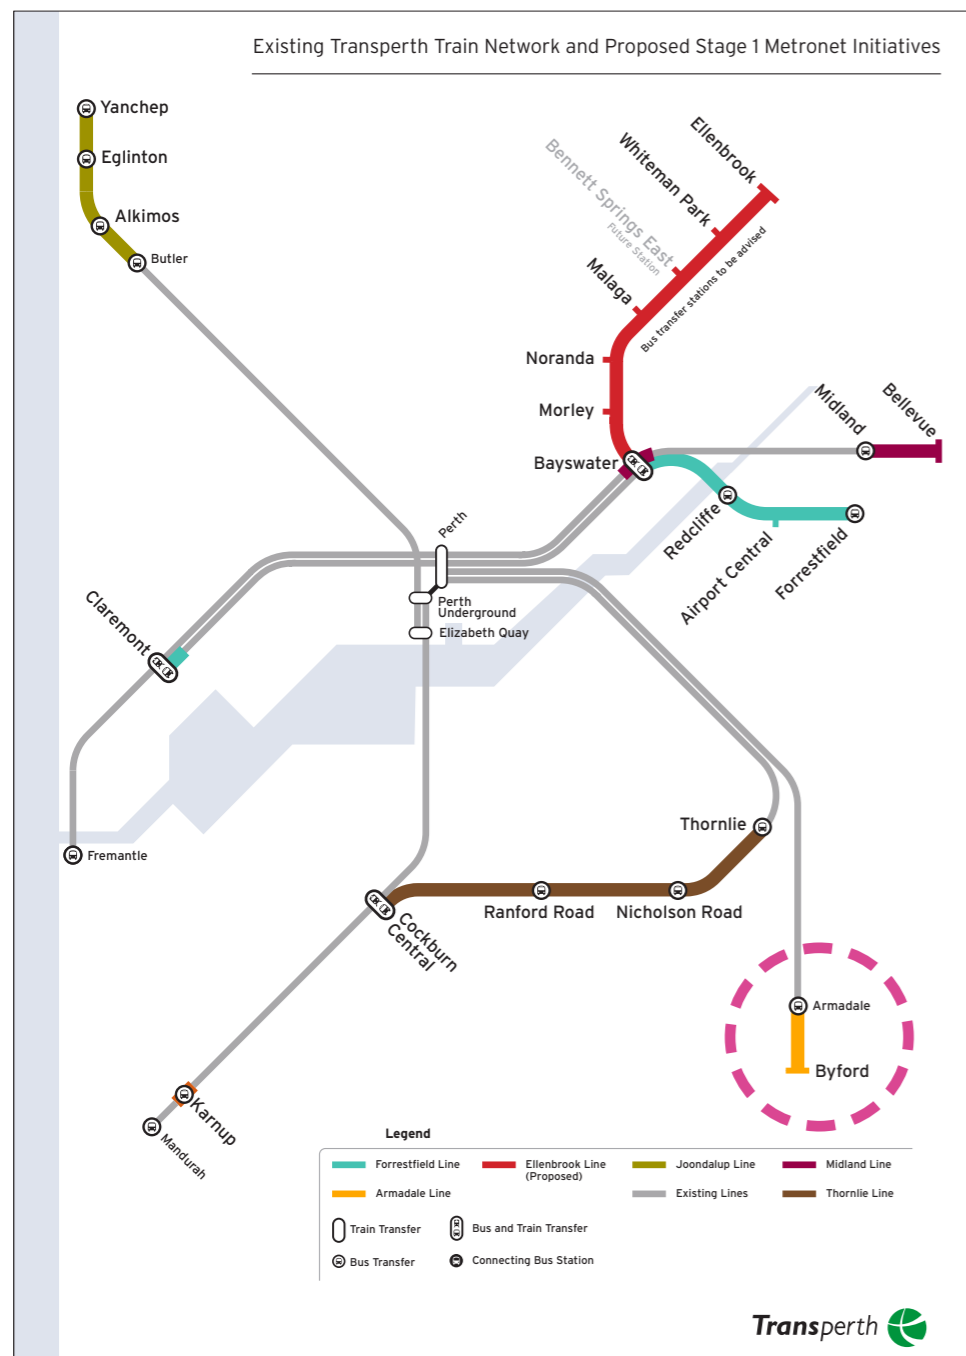 Existing Transperth Train Network and Proposed Stage 1 Metronet Initiatives
Yanchep
Eglinton
Alkimos
Butler
Ellenbrook
Whiteman Park
Bennett Springs East
Future Station
Malaga
Bus transfer stations to be advised
Noranda
Morley
Bayswater
Midland
Bellevue
Redcliffe
Airport Central
Forrestfield
Perth
Perth
Underground
Elizabeth Quay
Claremont
Fremantle
Thornlie
Ranford Road
Nicholson Road
Cockburn
Central
Armadale
Byford
Karnup
Mandurah
Legend
Forrestfield Line
Ellenbrook Line
(Proposed)
Joondalup Line
Midland Line
Armadale Line
Existing Lines
Thornlie Line
Train Transfer
Bus and Train Transfer
Bus Transfer
Connecting Bus Station
Transperth